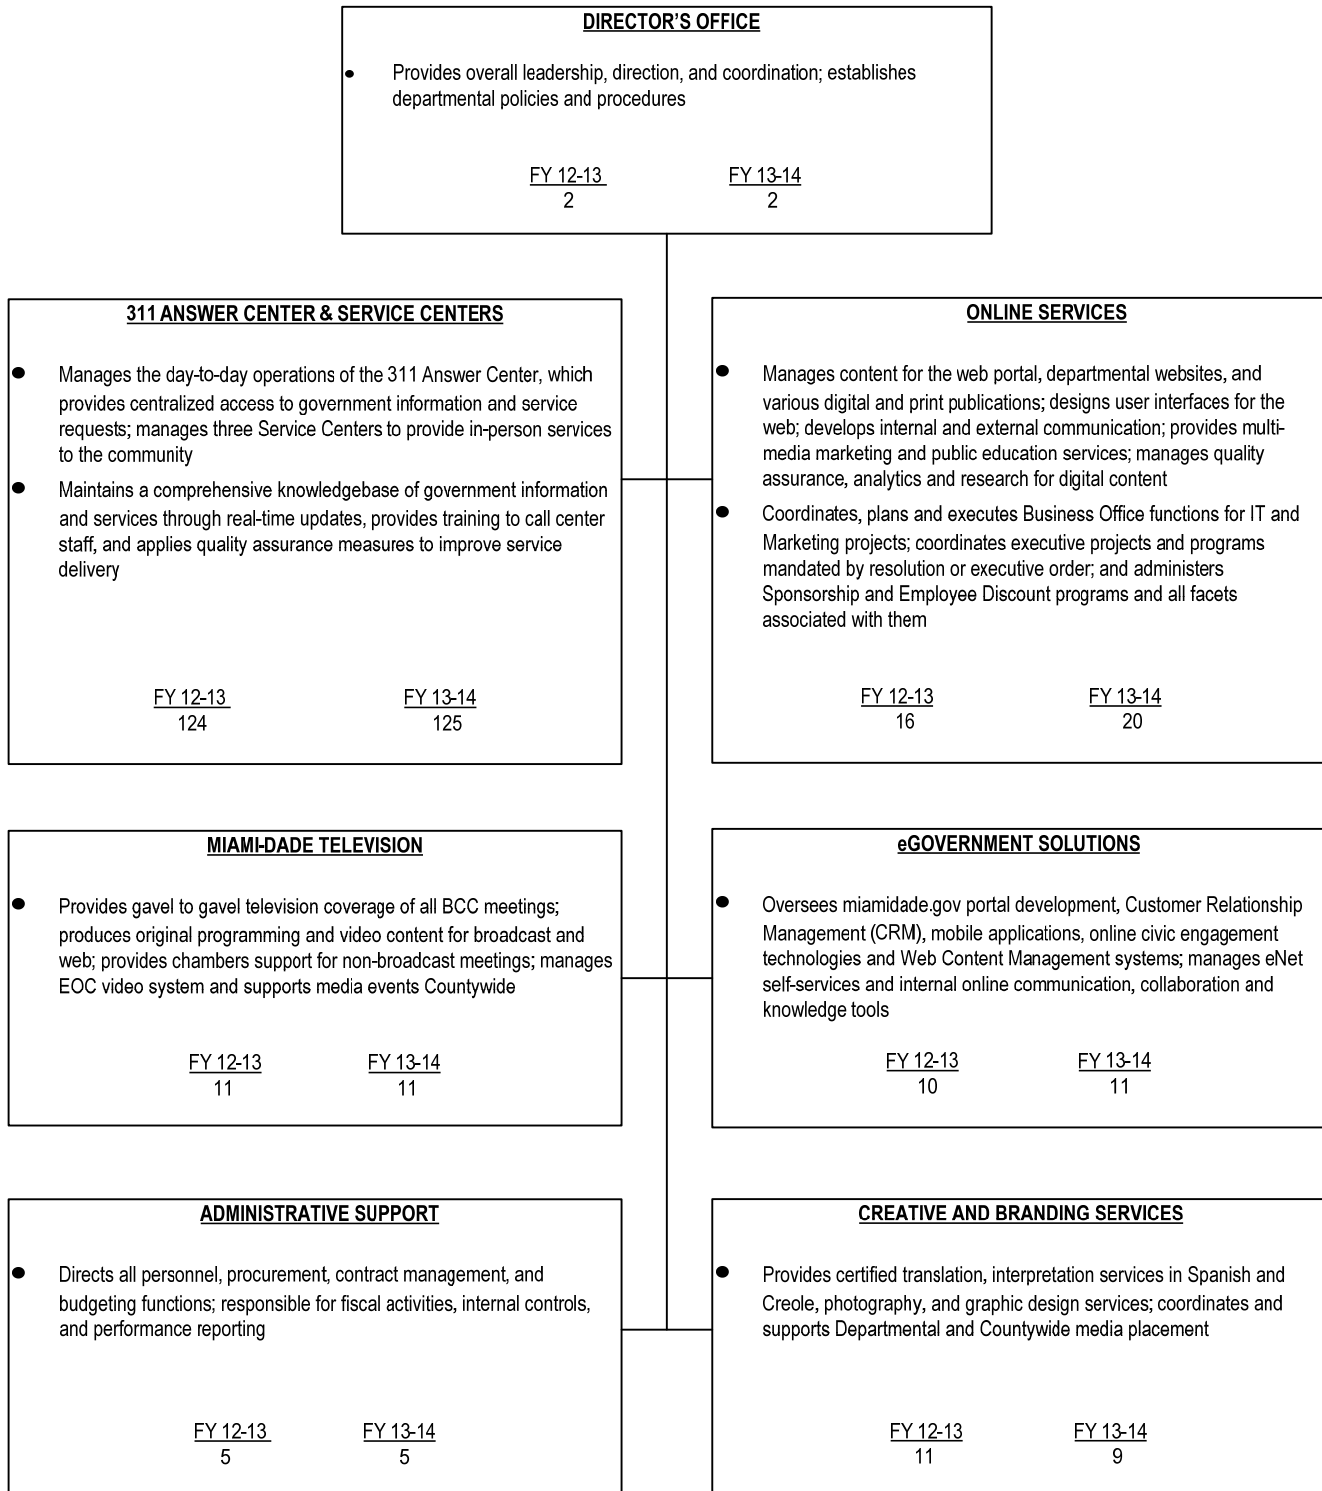 DIRECTOR'S OFFICE
● Provides overall leadership, direction, and coordination; establishes
departmental policies and procedures
FY 12-13 FY 13-14
2 2
311 ANSWER CENTER & SERVICE CENTERS
● Manages the day-to-day operations of the 311 Answer Center, which
provides centralized access to government information and service
requests; manages three Service Centers to provide in-person services
to the community
● Maintains a comprehensive knowledgebase of government information
and services through real-time updates, provides training to call center
staff, and applies quality assurance measures to improve service
delivery
FY 12-13 FY 13-14
124 125
ONLINE SERVICES
● Manages content for the web portal, departmental websites, and
various digital and print publications; designs user interfaces for the
web; develops internal and external communication; provides multi-
media marketing and public education services; manages quality
assurance, analytics and research for digital content
● Coordinates, plans and executes Business Office functions for IT and
Marketing projects; coordinates executive projects and programs
mandated by resolution or executive order; and administers
Sponsorship and Employee Discount programs and all facets
associated with them
FY 12-13 FY 13-14
16 20
MIAMI-DADE TELEVISION
● Provides gavel to gavel television coverage of all BCC meetings;
produces original programming and video content for broadcast and
web; provides chambers support for non-broadcast meetings; manages
EOC video system and supports media events Countywide
FY 12-13 FY 13-14
11 11
eGOVERNMENT SOLUTIONS
● Oversees miamidade.gov portal development, Customer Relationship
Management (CRM), mobile applications, online civic engagement
technologies and Web Content Management systems; manages eNet
self-services and internal online communication, collaboration and
knowledge tools
FY 12-13 FY 13-14
10 11
ADMINISTRATIVE SUPPORT
● Directs all personnel, procurement, contract management, and
budgeting functions; responsible for fiscal activities, internal controls,
and performance reporting
FY 12-13 FY 13-14
5 5
CREATIVE AND BRANDING SERVICES
● Provides certified translation, interpretation services in Spanish and
Creole, photography, and graphic design services; coordinates and
supports Departmental and Countywide media placement
FY 12-13 FY 13-14
11 9